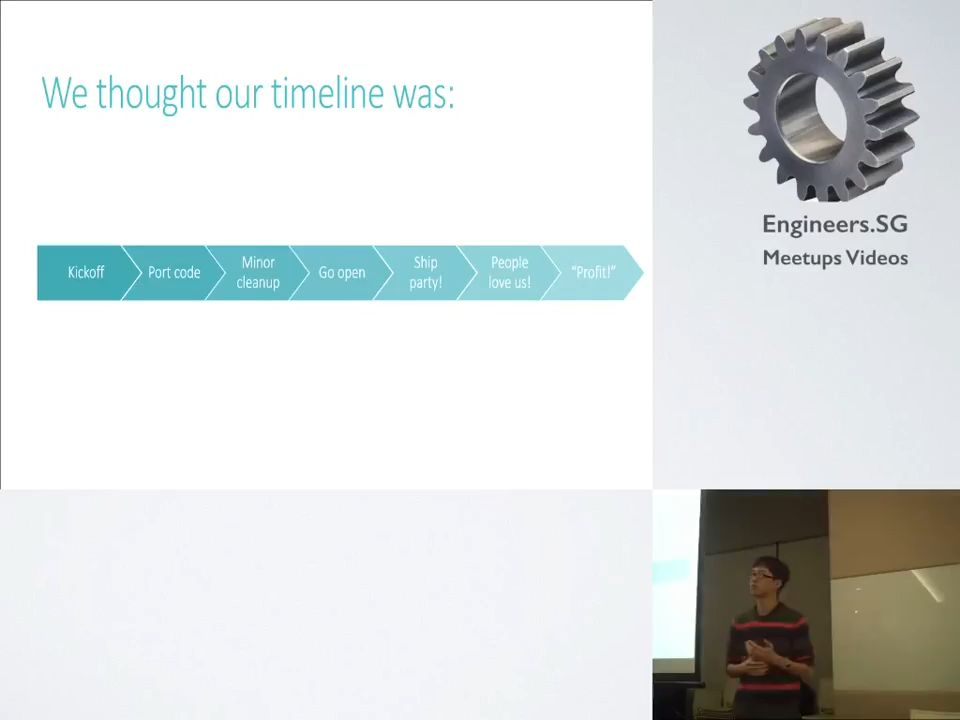 We thought our timeline was:
Kickoff
Port code
Minor
cleanup
Go open
Ship
party!
People
love us!
"Profit!"
Engineers.SG
Meetups Videos